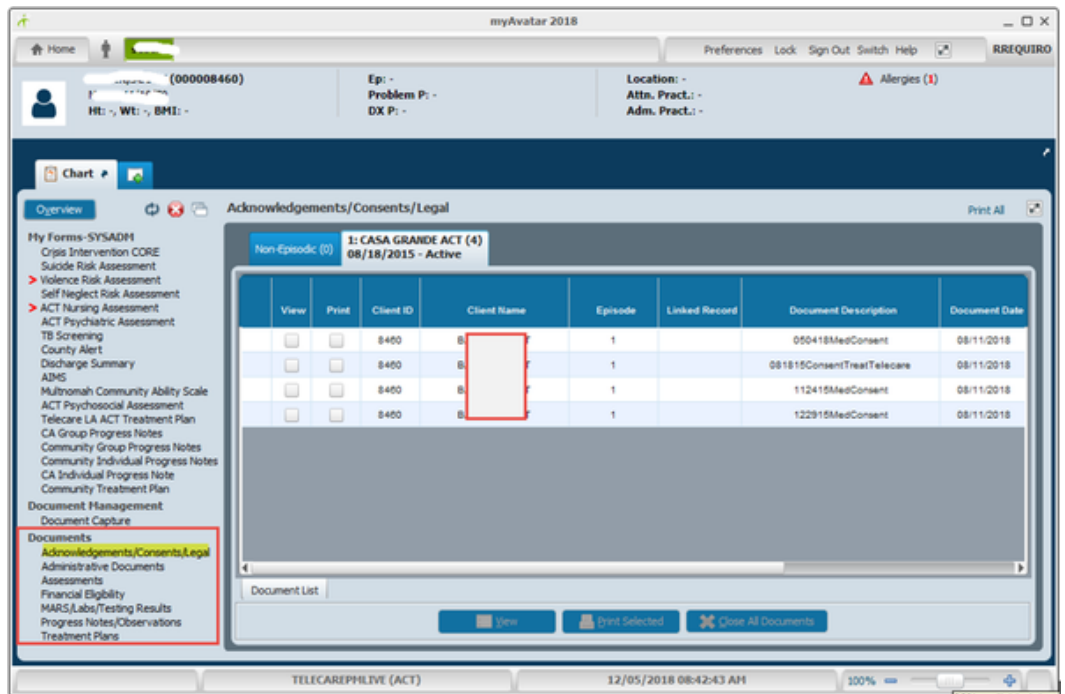 myAvatar 2018
Home
Preferences Lock Sign Out Switch Help RREQUIRO
(000008460)
Ht: -, Wt: -, BMI: -
Ep: -
Problem P: -
DX P: -
Location: -
Attn. Pract.: -
Adm. Pract.: -
Allergies (1)
Chart
Overview
Acknowledgements/Consents/Legal
Print All
My Forms-SYSADM
Crisis Intervention CORE
Suicide Risk Assessment
> Violence Risk Assessment
Self Neglect Risk Assessment
> ACT Nursing Assessment
ACT Psychiatric Assessment
TB Screening
County Alert
Discharge Summary
AIMS
Multnomah Community Ability Scale
ACT Psychosocial Assessment
Telecare LA ACT Treatment Plan
CA Group Progress Notes
Community Group Progress Notes
Community Individual Progress Notes
CA Individual Progress Note
Community Treatment Plan
Document Management
Document Capture
Documents
Acknowledgements/Consents/Legal
Administrative Documents
Assessments
Financial Eligibility
MARS/Labs/Testing Results
Progress Notes/Observations
Treatment Plans
Non-Episodic (0)
1: CASA GRANDE ACT (4)
08/18/2015 - Active
View Print Client ID Client Name Episode Linked Record Document Description Document Date
8460 B T 1 050418MedConsent 08/11/2018
8460 B 1 081815ConsentTreatTelecare 08/11/2018
8460 B 1 112415MedConsent 08/11/2018
8460 B T 1 122915MedConsent 08/11/2018
Document List
View Print Selected Close All Documents
TELECAREPHLIVE (ACT) 12/05/2018 08:42:43 AM 100%